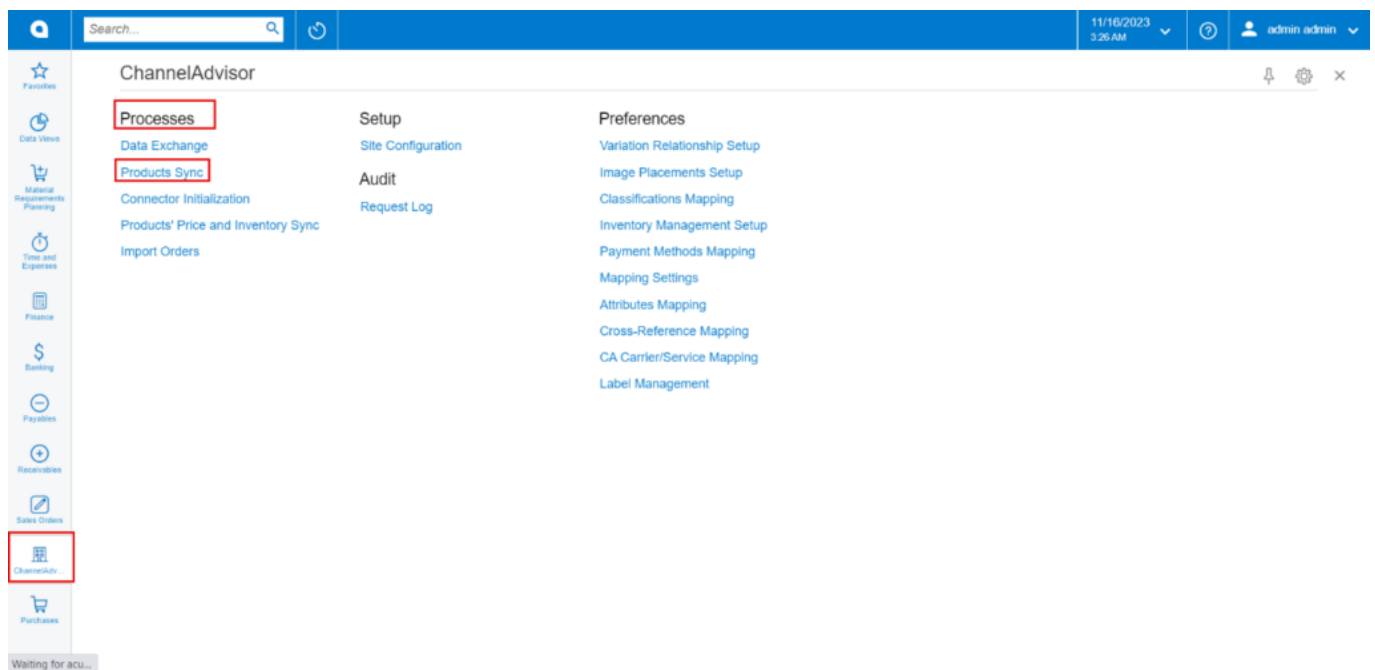 Search...
11/16/2023
3:26 AM
admin admin
Favorites
Data Views
Material
Requirements
Planning
Time and
Expenses
Finance
Banking
Payables
Receivables
Sales Orders
ChannelAdv...
Purchases
Waiting for acu...
ChannelAdvisor
Processes
Data Exchange
Products Sync
Connector Initialization
Products' Price and Inventory Sync
Import Orders
Setup
Site Configuration
Audit
Request Log
Preferences
Variation Relationship Setup
Image Placements Setup
Classifications Mapping
Inventory Management Setup
Payment Methods Mapping
Mapping Settings
Attributes Mapping
Cross-Reference Mapping
CA Carrier/Service Mapping
Label Management